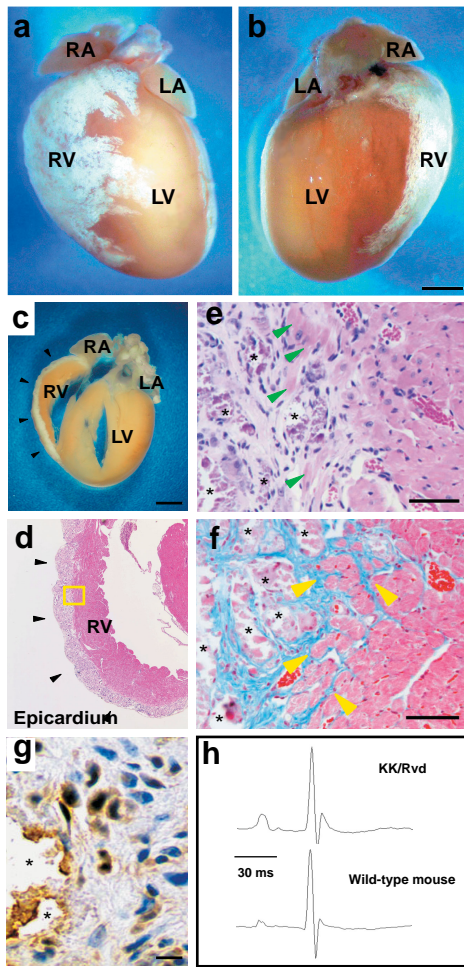 a
RA
LA
RV
LV
b
RA
LA
RV
LV
c
RA
RV
LA
LV
e
*
*
*
*
*
d
RV
Epicardium
f
*
*
*
*
*
*
*
*
g
*
*
h
KK/Rvd
30 ms
Wild-type mouse